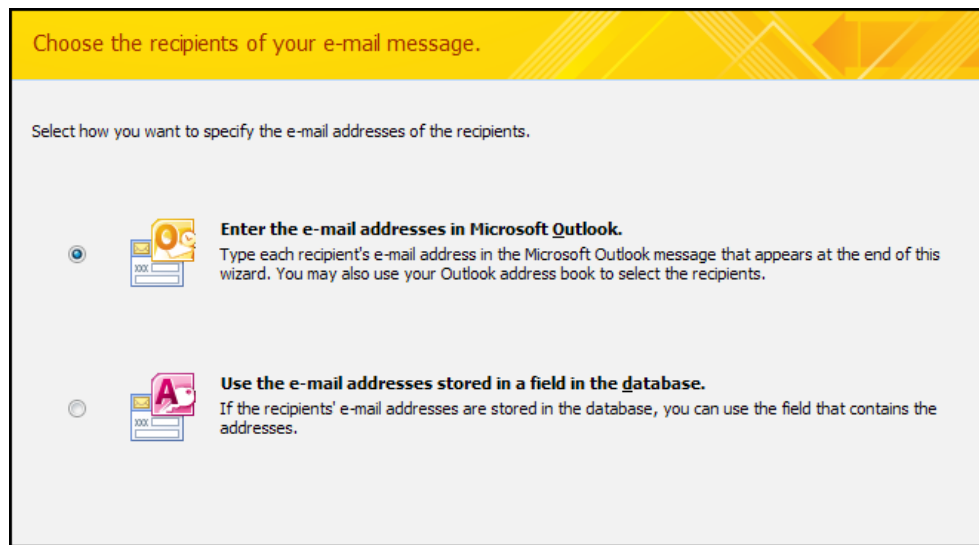 Choose the recipients of your e-mail message.
Select how you want to specify the e-mail addresses of the recipients.
Enter the e-mail addresses in Microsoft Outlook.
Type each recipient's e-mail address in the Microsoft Outlook message that appears at the end of this
wizard. You may also use your Outlook address book to select the recipients.
XXX
Use the e-mail addresses stored in a field in the database.
If the recipients' e-mail addresses are stored in the database, you can use the field that contains the
addresses.
XXX